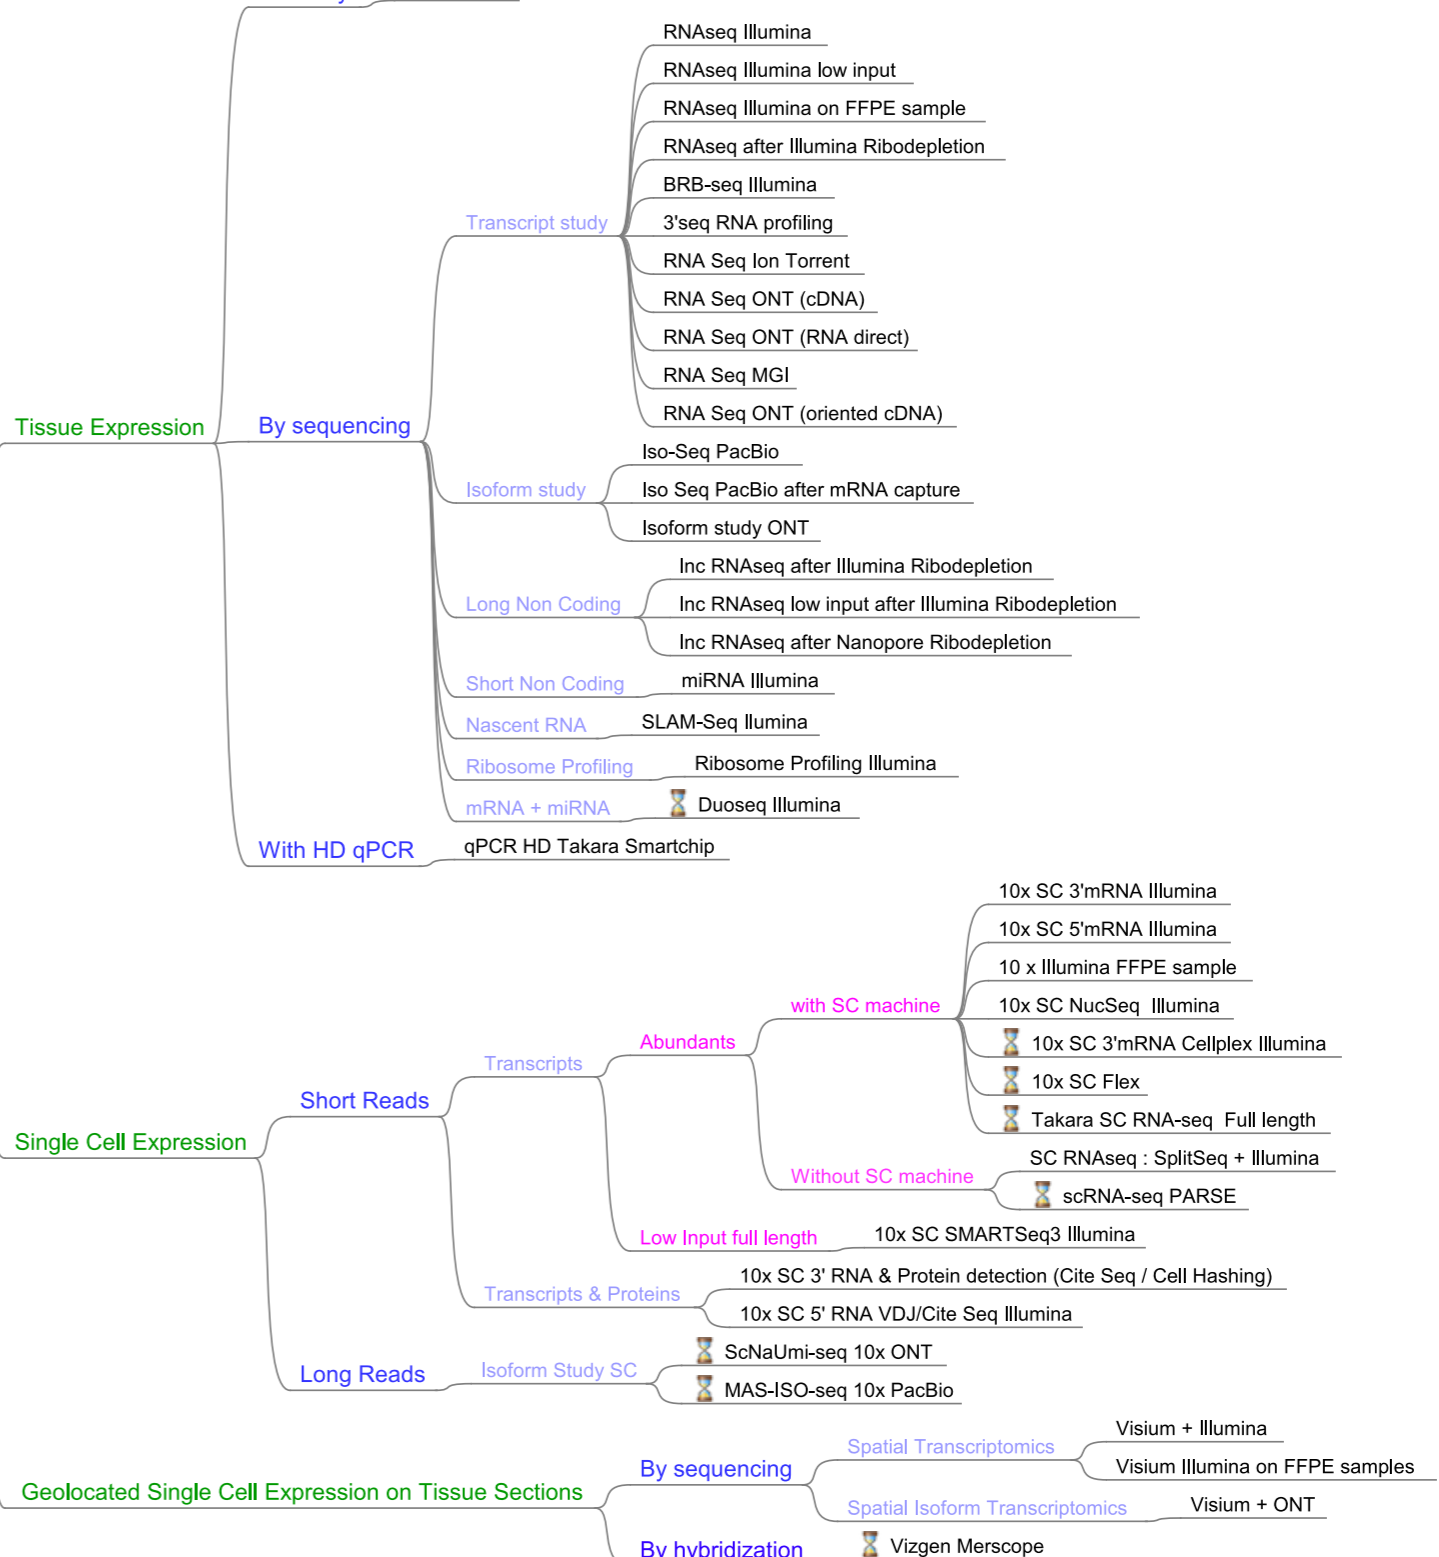 RNAseq Illumina
RNAseq Illumina low input
RNAseq Illumina on FFPE sample
RNAseq after Illumina Ribodepletion
BRB-seq Illumina
Transcript study
3'seq RNA profiling
RNA Seq Ion Torrent
RNA Seq ONT (cDNA)
RNA Seq ONT (RNA direct)
RNA Seq MGI
RNA Seq ONT (oriented cDNA)
Tissue Expression
By sequencing
Iso-Seq PacBio
Isoform study
Iso Seq PacBio after mRNA capture
Isoform study ONT
lnc RNAseq after Illumina Ribodepletion
Long Non Coding
lnc RNAseq low input after Illumina Ribodepletion
lnc RNAseq after Nanopore Ribodepletion
Short Non Coding
miRNA Illumina
Nascent RNA
SLAM-Seq Ilumina
Ribosome Profiling
Ribosome Profiling Illumina
mRNA + miRNA
Duoseq Illumina
With HD qPCR
qPCR HD Takara Smartchip
10x SC 3'mRNA Illumina
10x SC 5'mRNA Illumina
10 x Illumina FFPE sample
with SC machine
10x SC NucSeq  Illumina
Abundants
10x SC 3'mRNA Cellplex Illumina
Transcripts
10x SC Flex
Short Reads
Takara SC RNA-seq  Full length
Single Cell Expression
SC RNAseq : SplitSeq + Illumina
Without SC machine
scRNA-seq PARSE
Low Input full length
10x SC SMARTSeq3 Illumina
10x SC 3' RNA & Protein detection (Cite Seq / Cell Hashing)
Transcripts & Proteins
10x SC 5' RNA VDJ/Cite Seq Illumina
ScNaUmi-seq 10x ONT
Long Reads
Isoform Study SC
MAS-ISO-seq 10x PacBio
Visium + Illumina
Spatial Transcriptomics
By sequencing
Visium Illumina on FFPE samples
Geolocated Single Cell Expression on Tissue Sections
Spatial Isoform Transcriptomics
Visium + ONT
By hybridization
Vizgen Merscope